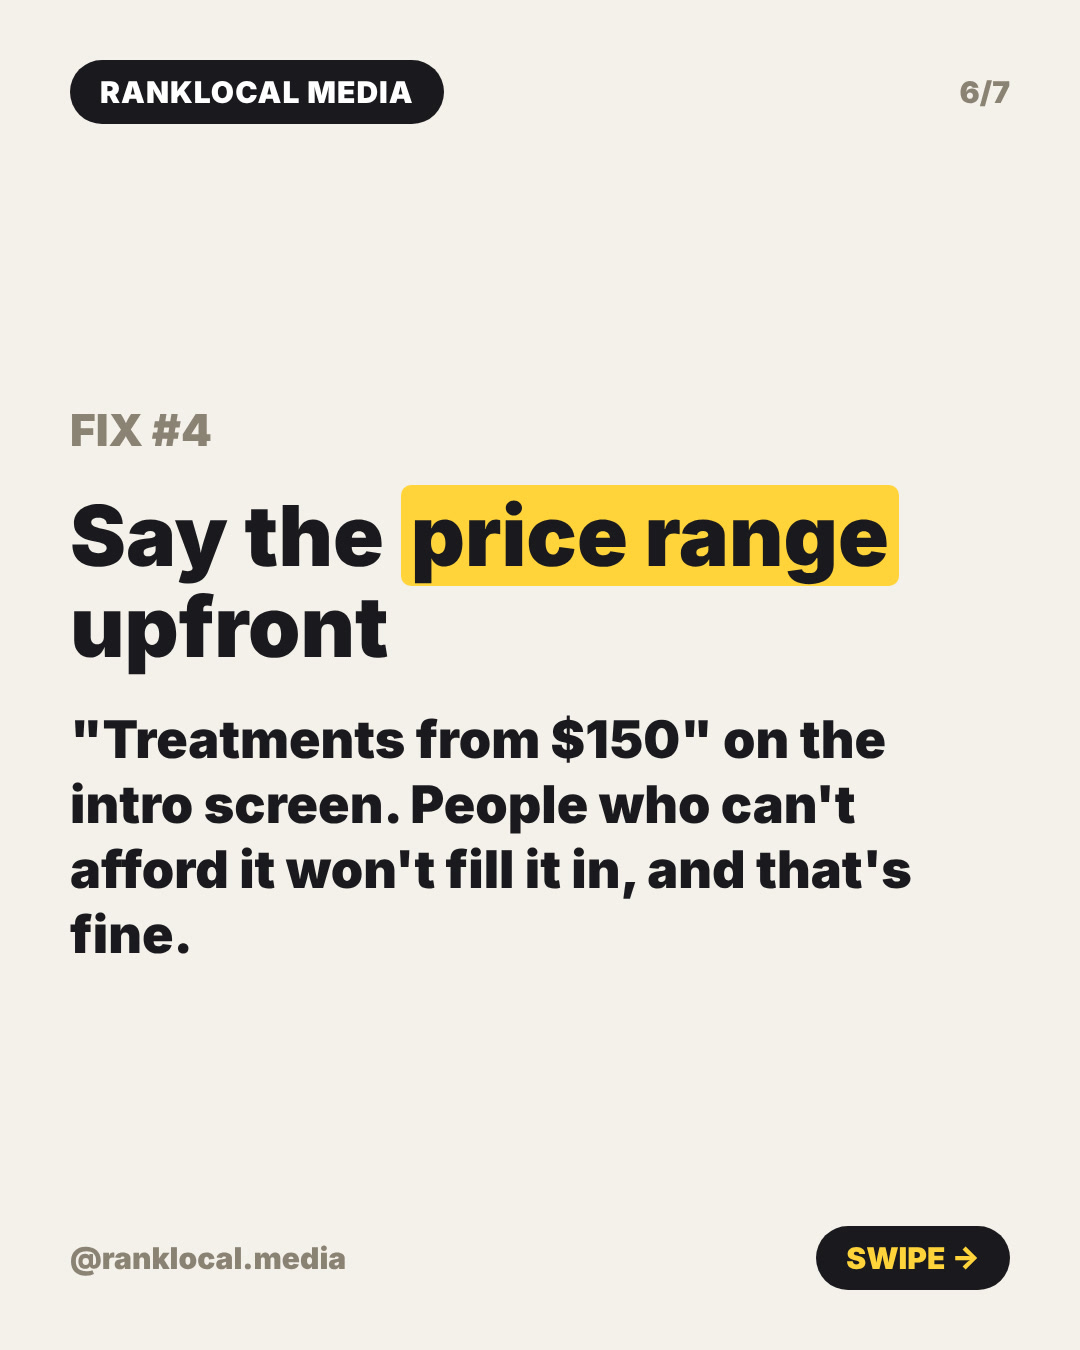 RANKLOCAL MEDIA
6/7
FIX #4
Say the price range
upfront
"Treatments from $150" on the
intro screen. People who can't
afford it won't fill it in, and that's
fine.
@ranklocal.media
SWIPE →